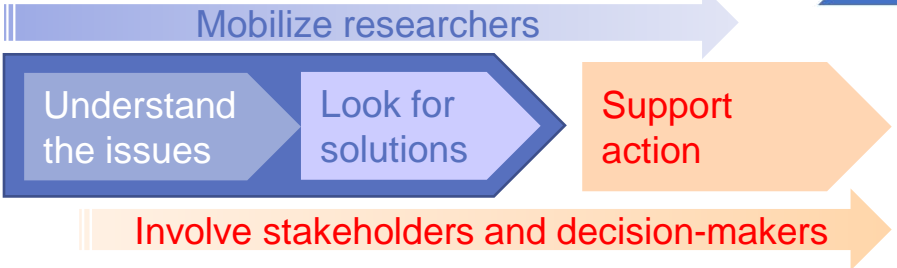 Mobilize researchers
Understand
the issues
Look for
solutions
Support
action
Involve stakeholders and decision-makers